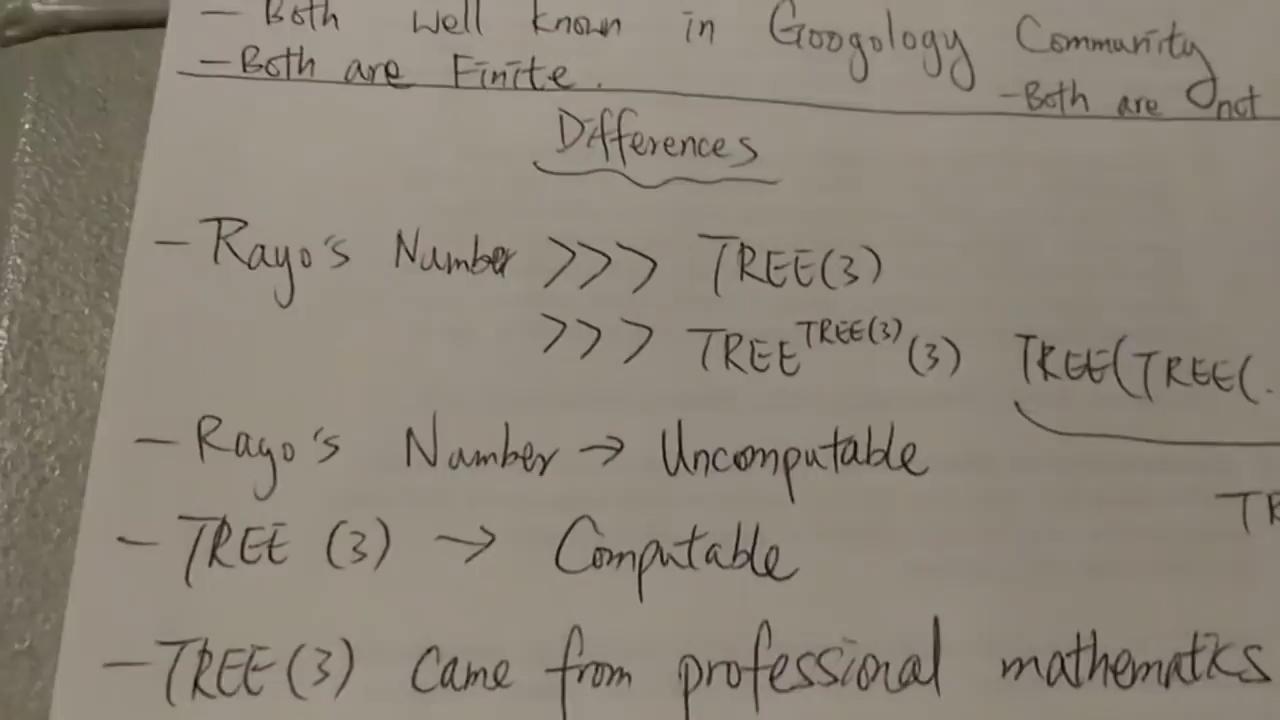 - Both well known in Googology Community
- Both are Finite.
- Both are not
Differences
- Rayo's Number >>> TREE(3)
>>> TREE^TREE(3) (3) TREE(TREE(.
- Rayo's Number → Uncomputable
TR
- TREE (3) → Computable
- TREE(3) came from professional mathematics